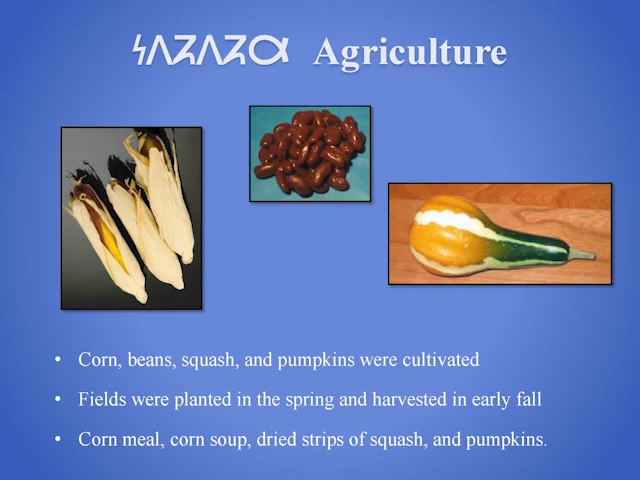 𐓏𐒰𐓓𐒰𐓓𐒷 Agriculture
• Corn, beans, squash, and pumpkins were cultivated
• Fields were planted in the spring and harvested in early fall
• Corn meal, corn soup, dried strips of squash, and pumpkins.